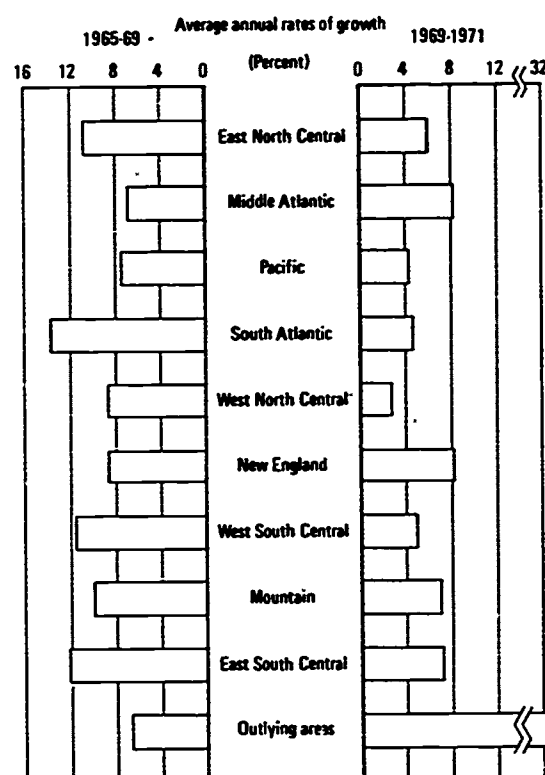 Average annual rates of growth
1965-69
1969-1971
(Percent)
16 12 8 4 0
0 4 8 12 32
East North Central
Middle Atlantic
Pacific
South Atlantic
West North Central
New England
West South Central
Mountain
East South Central
Outlying areas